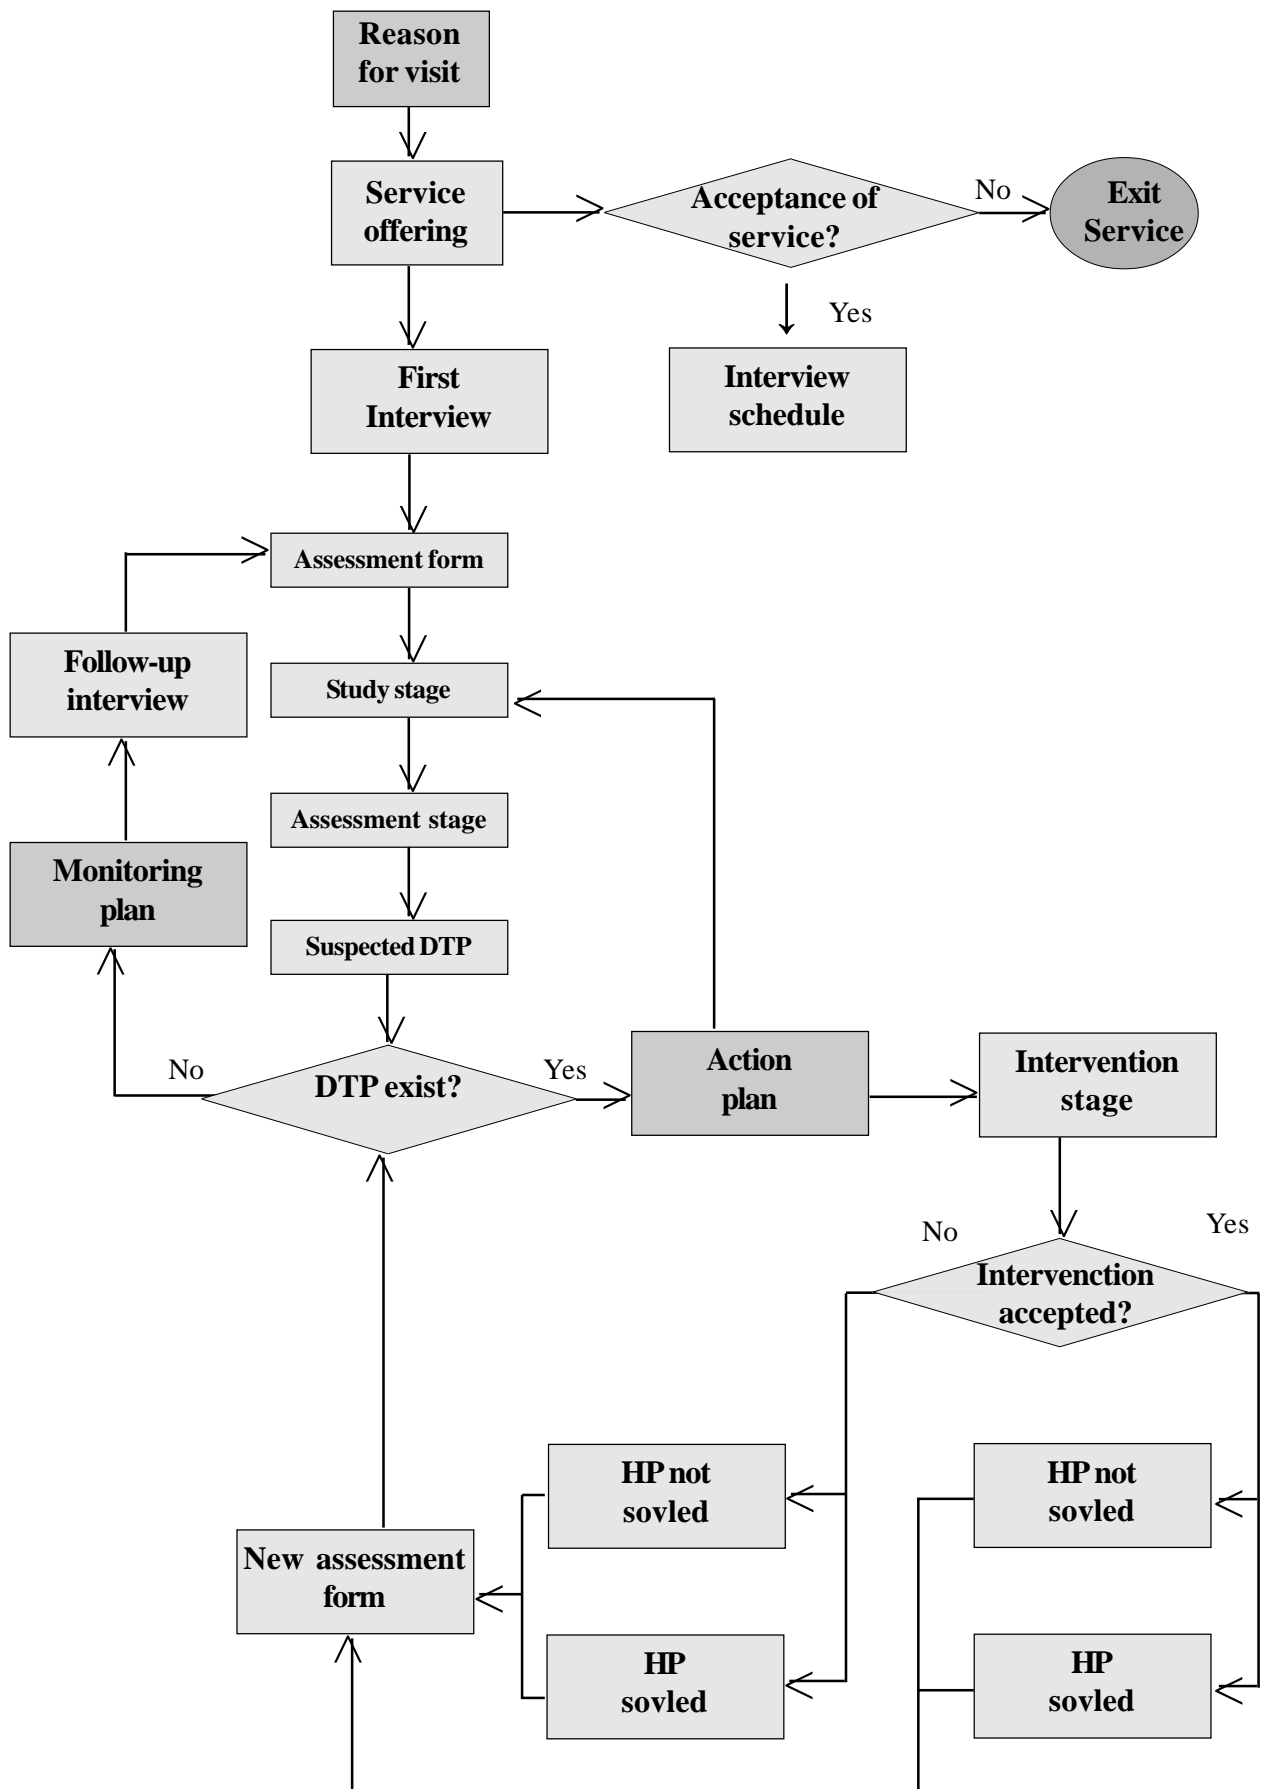 Reason
for visit
Service
offering
Acceptance of
service?
No
Exit
Service
Yes
First
Interview
Interview
schedule
Assessment form
Follow-up
interview
Study stage
Assessment stage
Monitoring
plan
Suspected DTP
No
DTP exist?
Yes
Action
plan
Intervention
stage
No
Yes
Intervenction
accepted?
HP not
sovled
HP not
sovled
New assessment
form
HP
sovled
HP
sovled